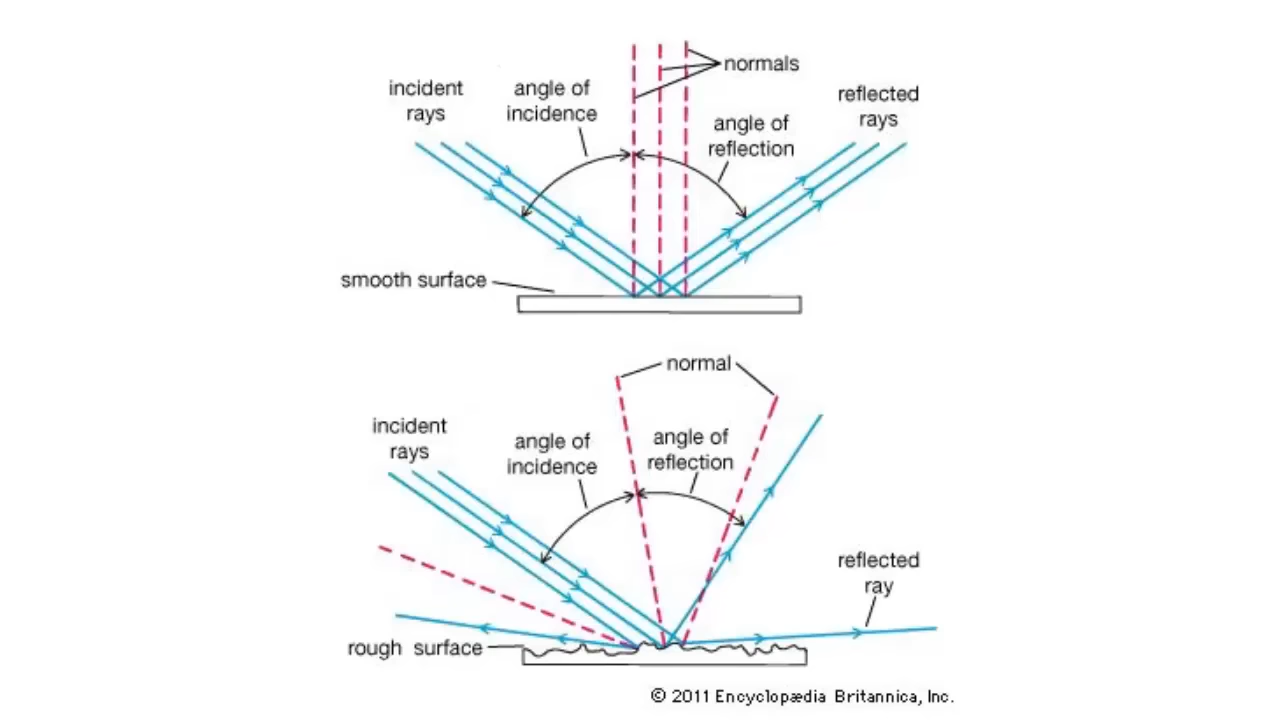 normals
incident
rays
angle of
incidence
angle of
reflection
reflected
rays
smooth surface
normal
incident
rays
angle of
incidence
angle of
reflection
reflected
ray
rough surface
© 2011 Encyclopædia Britannica, Inc.